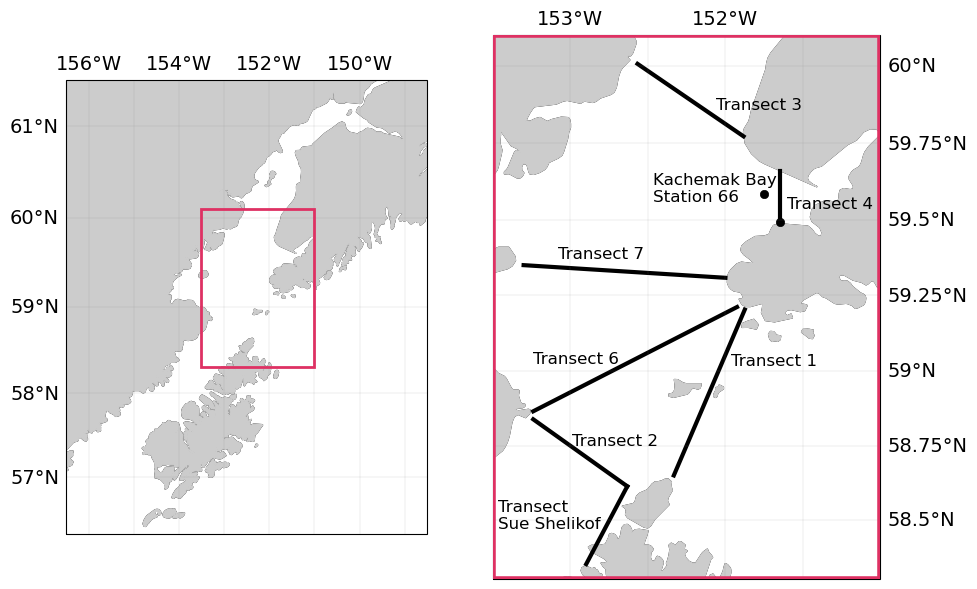 156°W 154°W 152°W 150°W
61°N
60°N
59°N
58°N
57°N
153°W 152°W
60°N
59.75°N
59.5°N
59.25°N
59°N
58.75°N
58.5°N
Transect 3
Kachemak Bay
Station 66
Transect 4
Transect 7
Transect 6
Transect 1
Transect 2
Transect
Sue Shelikof